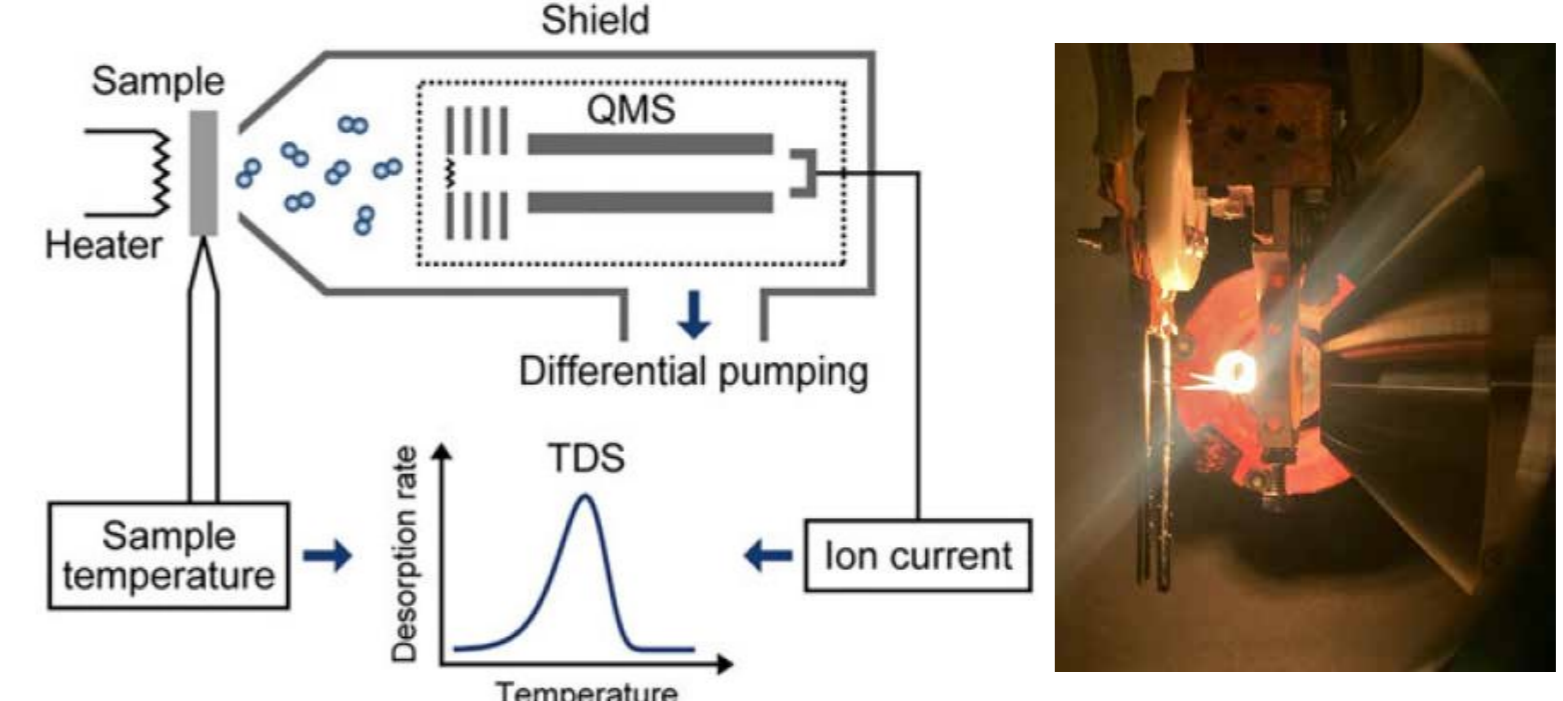 Shield
Sample
QMS
Heater
Differential pumping
TDS
Desorption rate
Sample
temperature
Ion current
Temperature